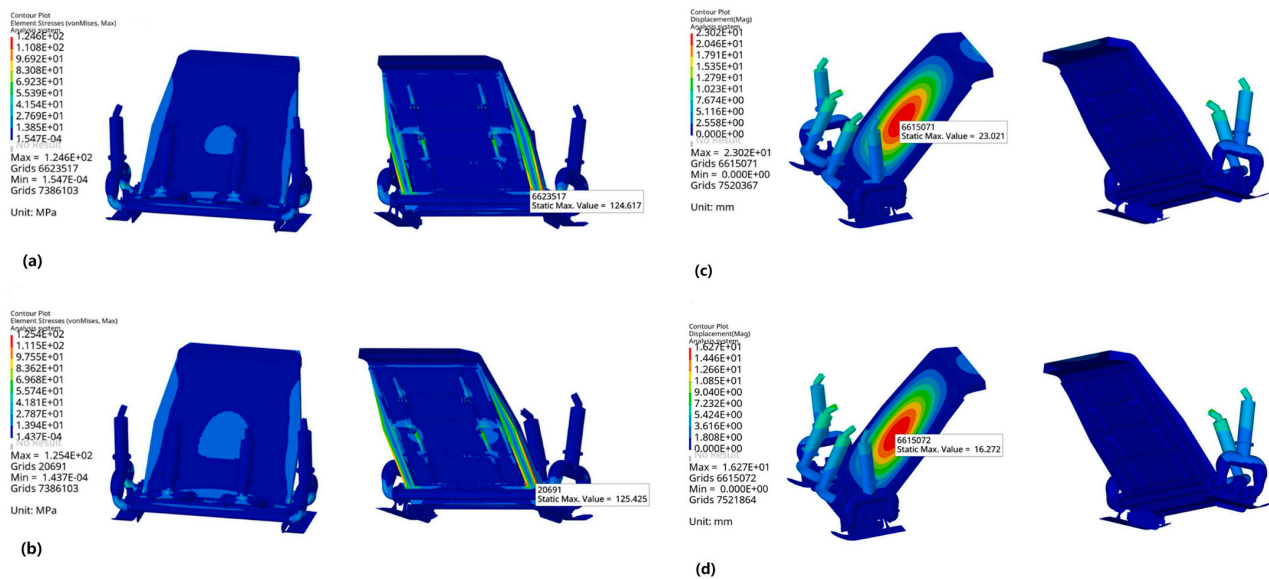 Contour Plot
Element Stresses (vonMises, Max)
Analysis system
1.246E+02
1.108E+02
9.692E+01
8.308E+01
6.923E+01
5.539E+01
4.154E+01
2.769E+01
1.385E+01
1.547E-04
No Result
Max = 1.246E+02
Grids 6623517
Min = 1.547E-04
Grids 7386103
Unit: MPa
6623517
Static Max. Value = 124.617
(a)
Contour Plot
Displacement(Mag)
Analysis system
2.302E+01
2.046E+01
1.791E+01
1.535E+01
1.279E+01
1.023E+01
7.674E+00
5.116E+00
2.558E+00
0.000E+00
No Result
Max = 2.302E+01
Grids 6615071
Min = 0.000E+00
Grids 7520367
Unit: mm
6615071
Static Max. Value = 23.021
(c)
Contour Plot
Element Stresses (vonMises, Max)
Analysis system
1.254E+02
1.115E+02
9.755E+01
8.362E+01
6.968E+01
5.574E+01
4.181E+01
2.787E+01
1.394E+01
1.437E-04
No Result
Max = 1.254E+02
Grids 20691
Min = 1.437E-04
Grids 7386103
Unit: MPa
20691
Static Max. Value = 125.425
(b)
Contour Plot
Displacement(Mag)
Analysis system
1.627E+01
1.446E+01
1.266E+01
1.085E+01
9.040E+00
7.232E+00
5.424E+00
3.616E+00
1.808E+00
0.000E+00
No Result
Max = 1.627E+01
Grids 6615072
Min = 0.000E+00
Grids 7521864
Unit: mm
6615072
Static Max. Value = 16.272
(d)